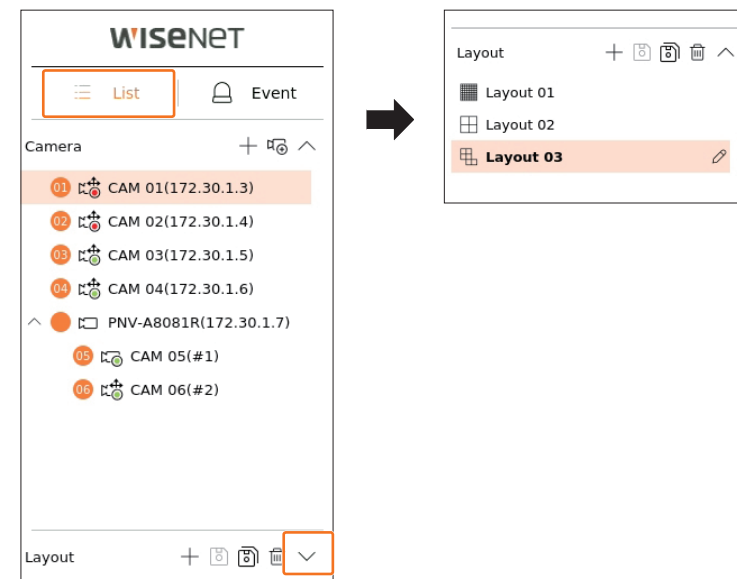 WISENET
List
Event
Camera
01 CAM 01(172.30.1.3)
02 CAM 02(172.30.1.4)
03 CAM 03(172.30.1.5)
04 CAM 04(172.30.1.6)
PNV-A8081R(172.30.1.7)
05 CAM 05(#1)
06 CAM 06(#2)
Layout
Layout
Layout 01
Layout 02
Layout 03